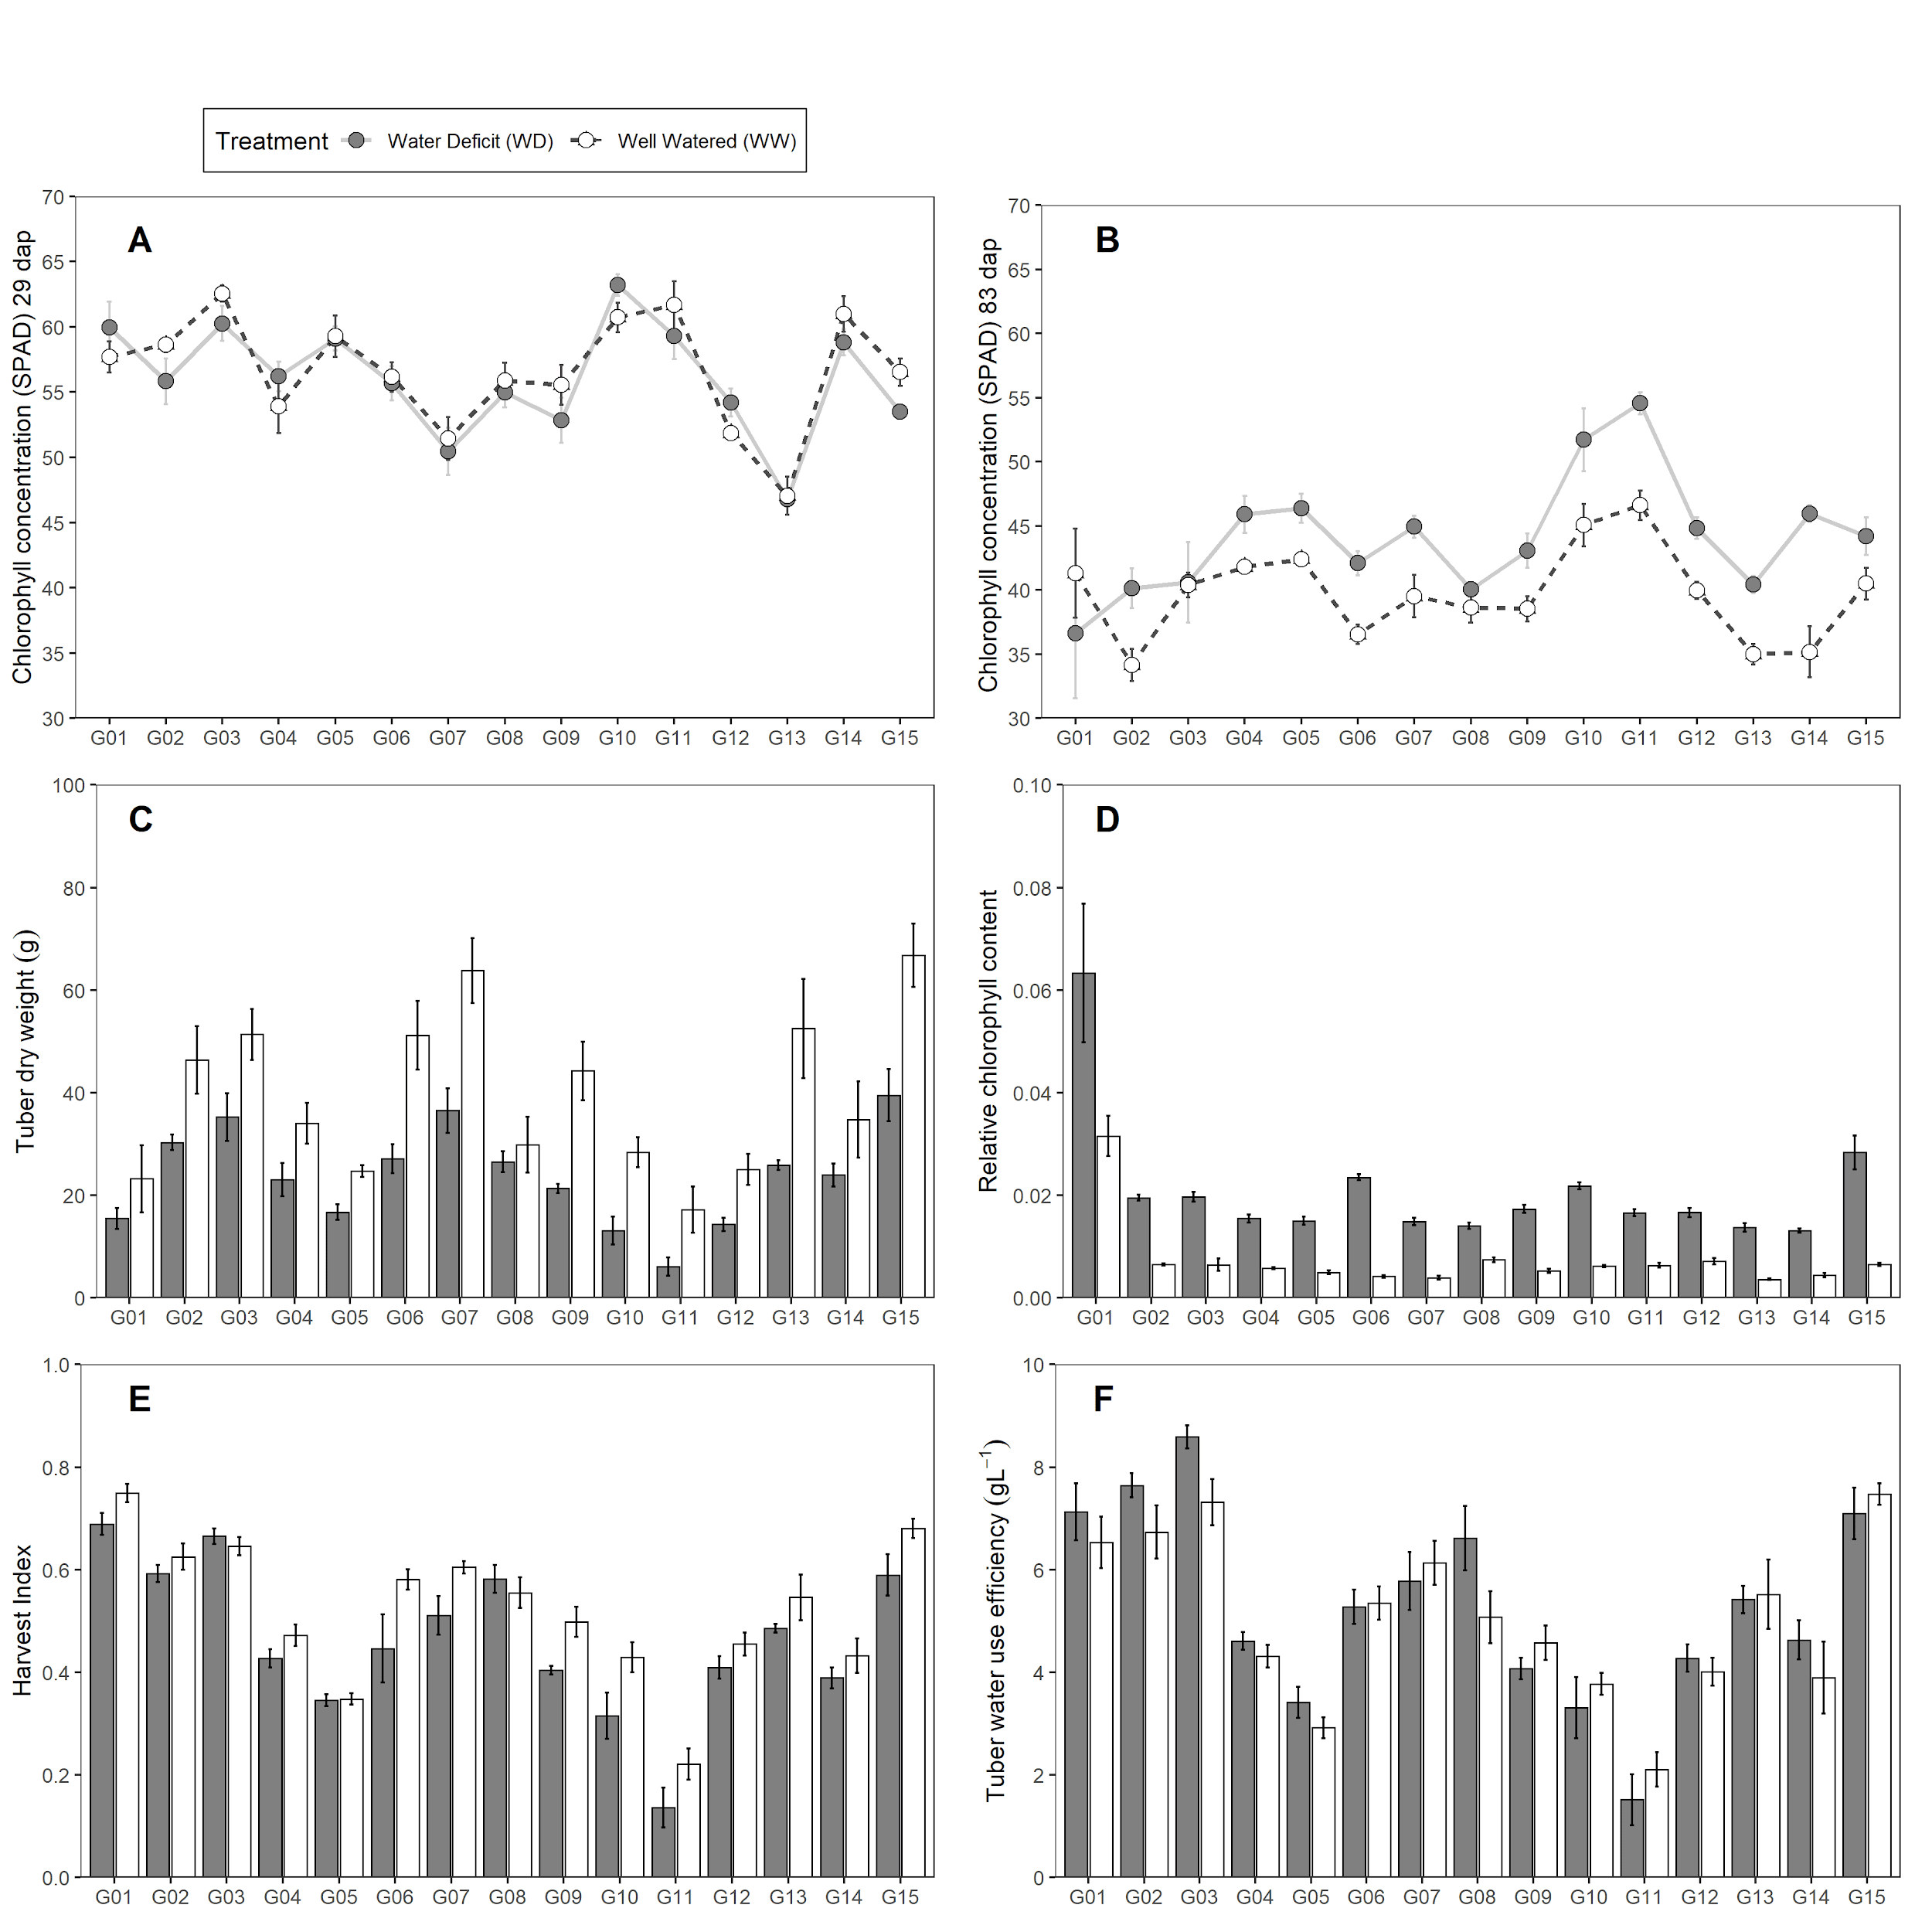 Treatment Water Deficit (WD) Well Watered (WW)
A
Chlorophyll concentration (SPAD) 29 dap
70
65
60
55
50
45
40
35
30
G01 G02 G03 G04 G05 G06 G07 G08 G09 G10 G11 G12 G13 G14 G15
B
Chlorophyll concentration (SPAD) 83 dap
70
65
60
55
50
45
40
35
30
G01 G02 G03 G04 G05 G06 G07 G08 G09 G10 G11 G12 G13 G14 G15
C
Tuber dry weight (g)
100
80
60
40
20
0
G01 G02 G03 G04 G05 G06 G07 G08 G09 G10 G11 G12 G13 G14 G15
D
Relative chlorophyll content
0.10
0.08
0.06
0.04
0.02
0.00
G01 G02 G03 G04 G05 G06 G07 G08 G09 G10 G11 G12 G13 G14 G15
E
Harvest Index
1.0
0.8
0.6
0.4
0.2
0.0
G01 G02 G03 G04 G05 G06 G07 G08 G09 G10 G11 G12 G13 G14 G15
F
Tuber water use efficiency (gL⁻¹)
10
8
6
4
2
0
G01 G02 G03 G04 G05 G06 G07 G08 G09 G10 G11 G12 G13 G14 G15